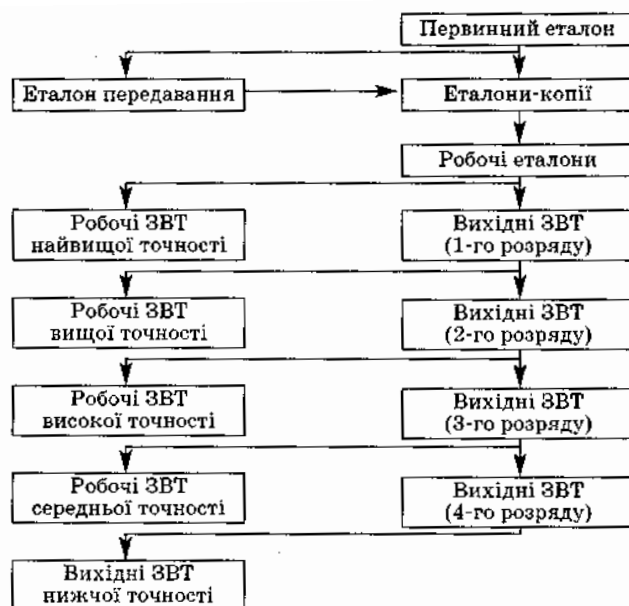 Первинний еталон
Еталон передавання
Еталони-копії
Робочі еталони
Робочі ЗВТ
найвищої точності
Вихідні ЗВТ
(1-го розряду)
Робочі ЗВТ
вищої точності
Вихідні ЗВТ
(2-го розряду)
Робочі ЗВТ
високої точності
Вихідні ЗВТ
(3-го розряду)
Робочі ЗВТ
середньої точності
Вихідні ЗВТ
(4-го розряду)
Вихідні ЗВТ
нижчої точності